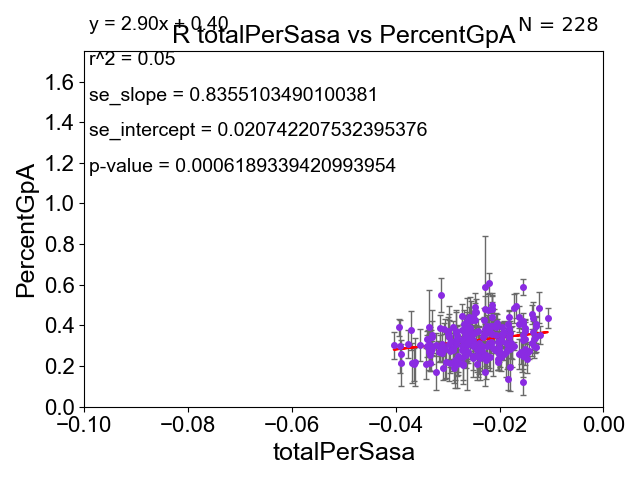 y = 2.90x + 0.40
N = 228
R totalPerSasa vs PercentGpA
r^2 = 0.05
se_slope = 0.8355103490100381
se_intercept = 0.020742207532395376
p-value = 0.0006189339420993954
PercentGpA
1.6
1.4
1.2
1.0
0.8
0.6
0.4
0.2
0.0
−0.10 −0.08 −0.06 −0.04 −0.02 0.00
totalPerSasa